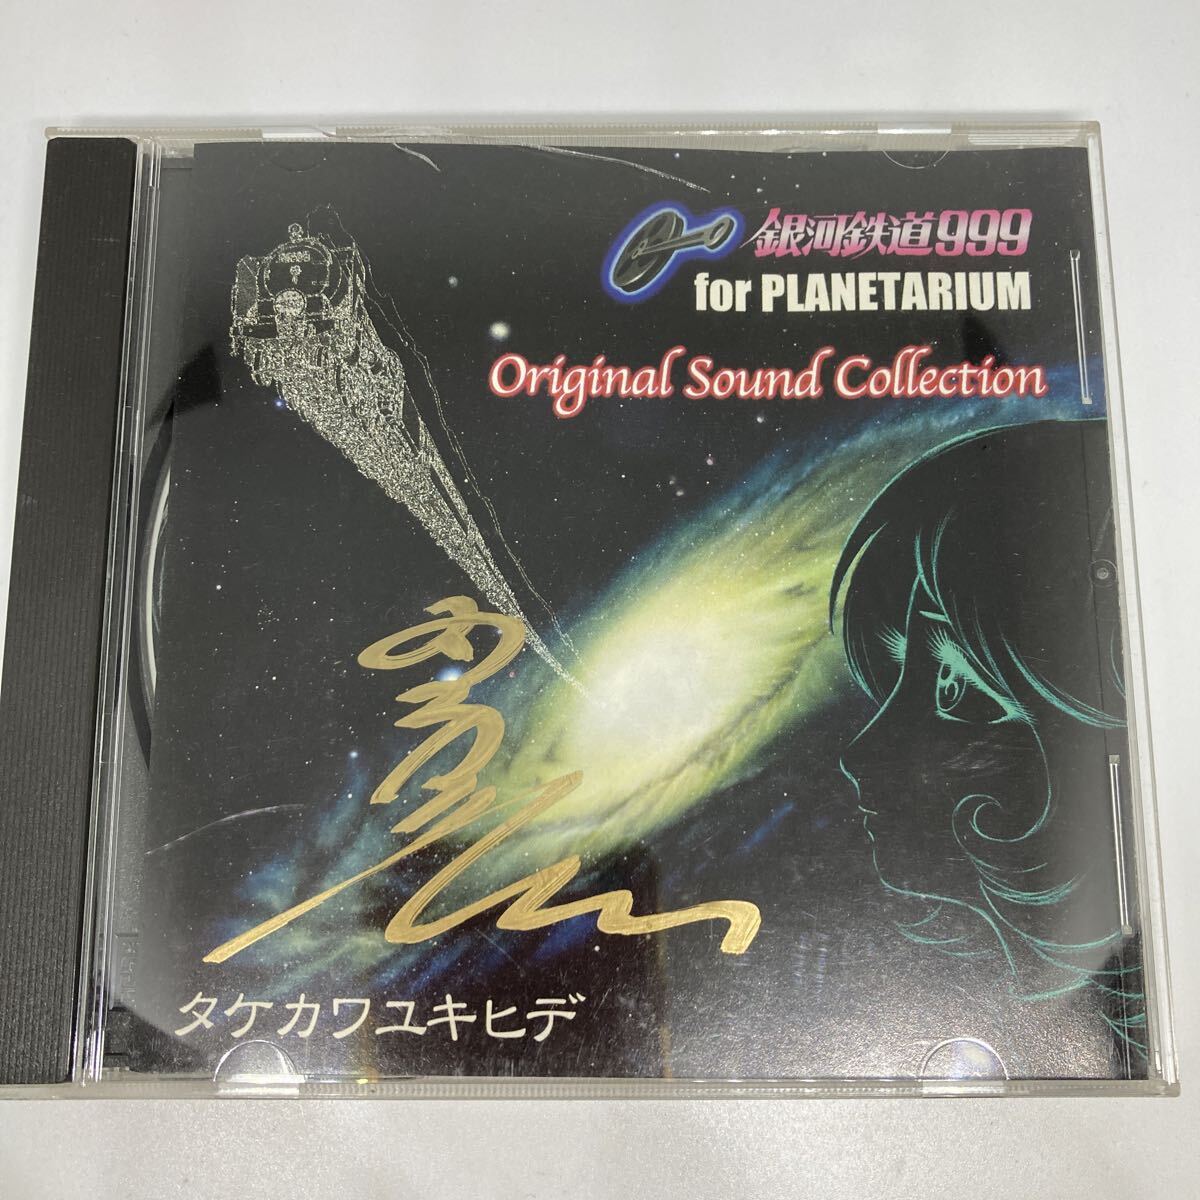 銀河鉄道999
for PLANETARIUM
Original Sound Collection
タケカワユキヒデ